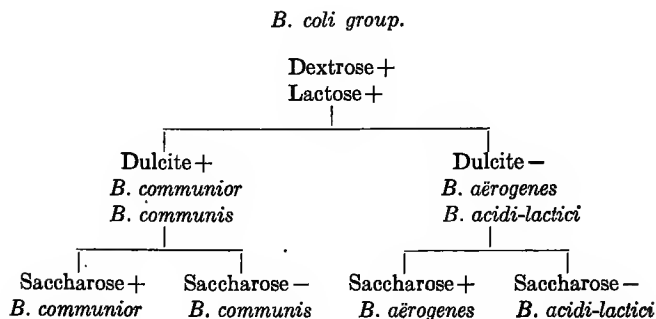 B. coli group.
Dextrose+
Lactose+
Dulcite+
B. communior
B. communis
Dulcite−
B. aërogenes
B. acidi-lactici
Saccharose+
B. communior
Saccharose−
B. communis
Saccharose+
B. aërogenes
Saccharose−
B. acidi-lactici